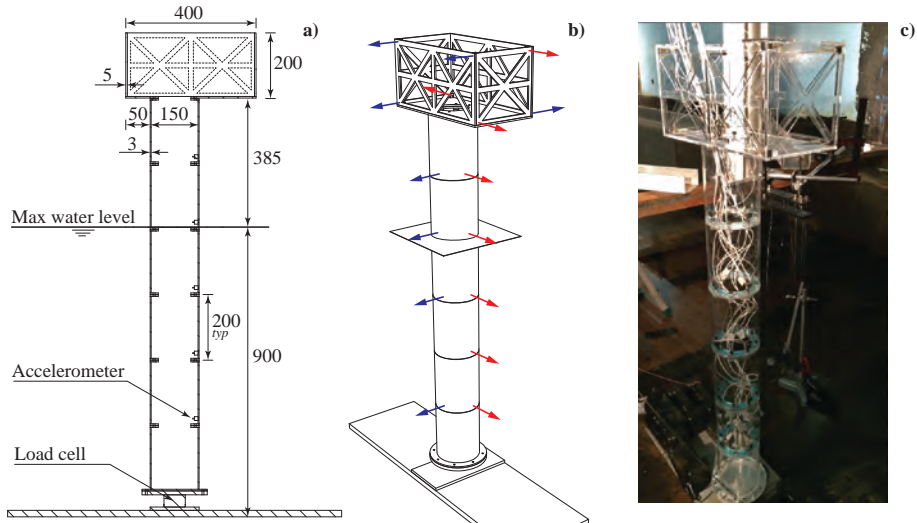 400
a)
b)
c)
200
5
50
150
3
385
Max water level
200
typ
900
Accelerometer
Load cell